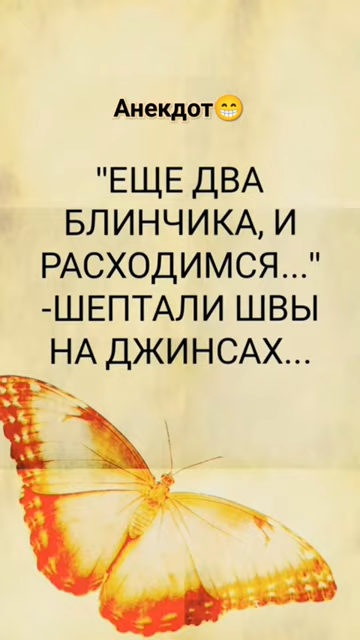 Анекдот😁
"ЕЩЕ ДВА
БЛИНЧИКА, И
РАСХОДИМСЯ..."
-ШЕПТАЛИ ШВЫ
НА ДЖИНСАХ...